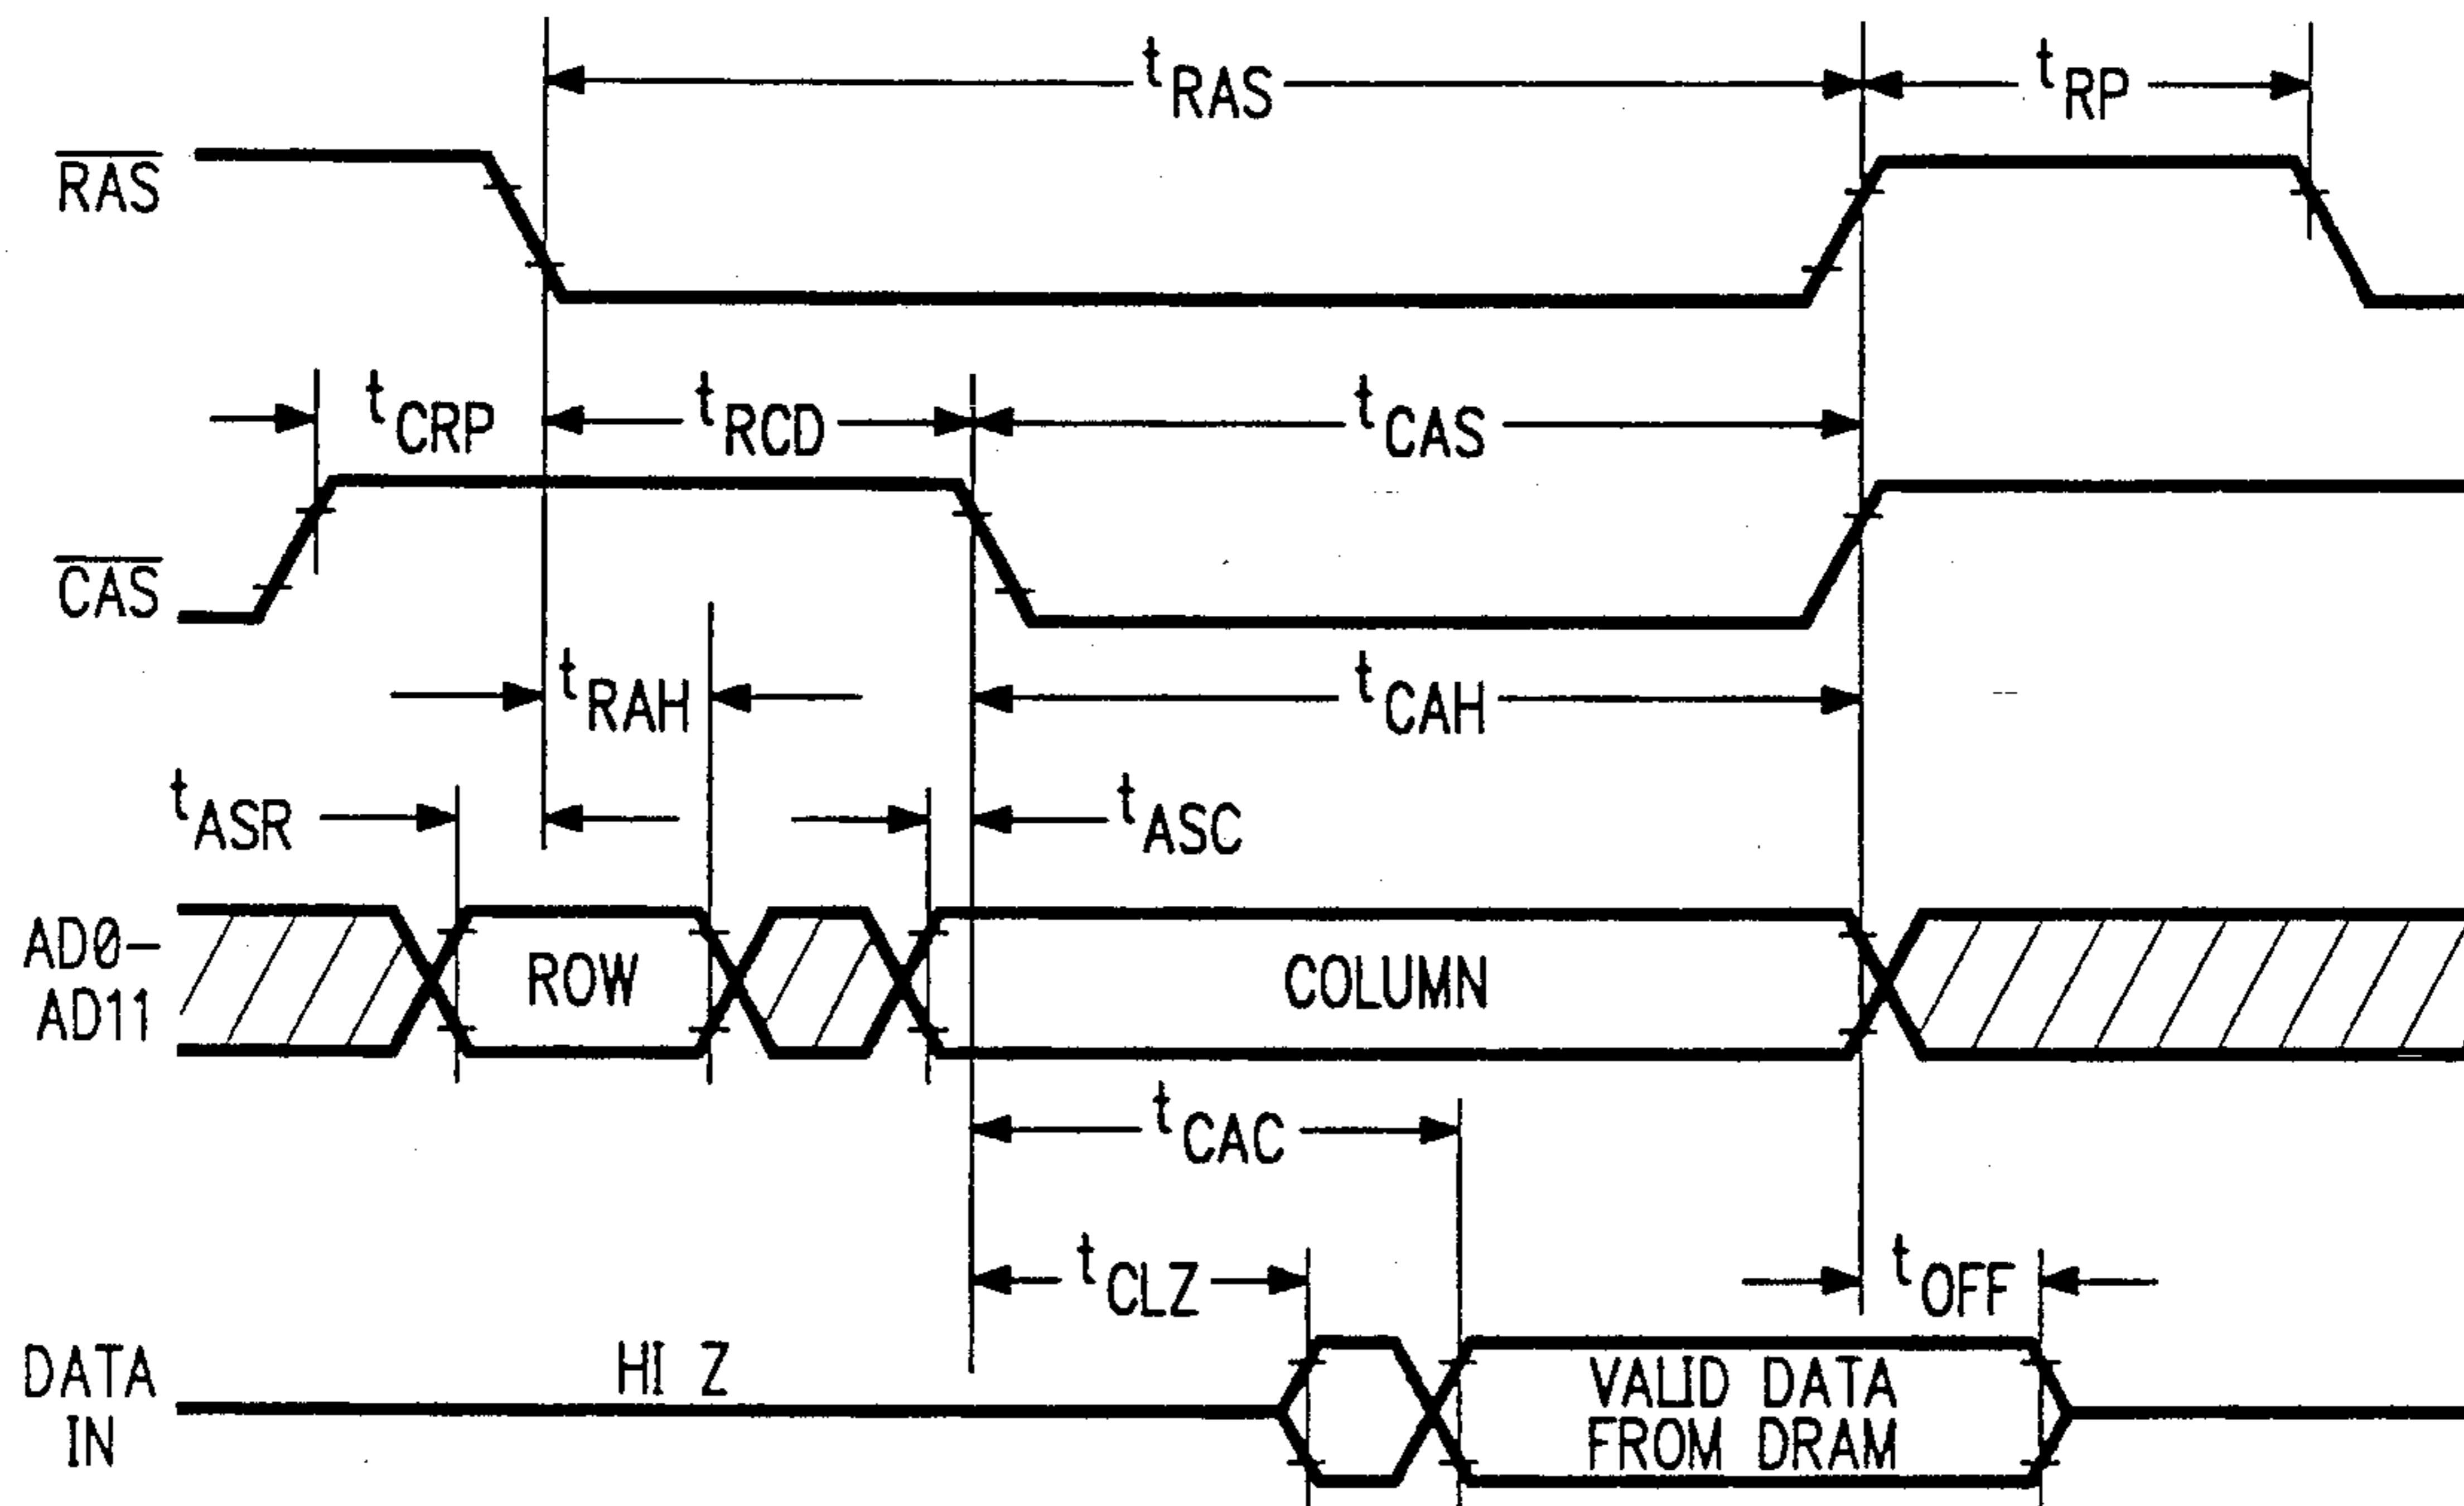 tRAS
tRP
RAS
tCRP
tRCD
tCAS
CAS
tRAH
tCAH
tASR
tASC
AD0-
AD11
ROW
COLUMN
tCAC
tCLZ
tOFF
DATA
IN
HI Z
VALID DATA
FROM DRAM